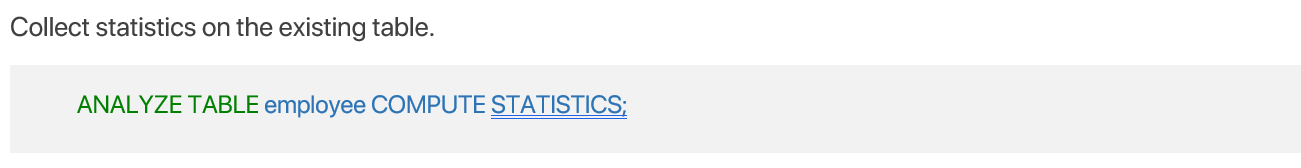 Collect statistics on the existing table.
ANALYZE TABLE employee COMPUTE STATISTICS;